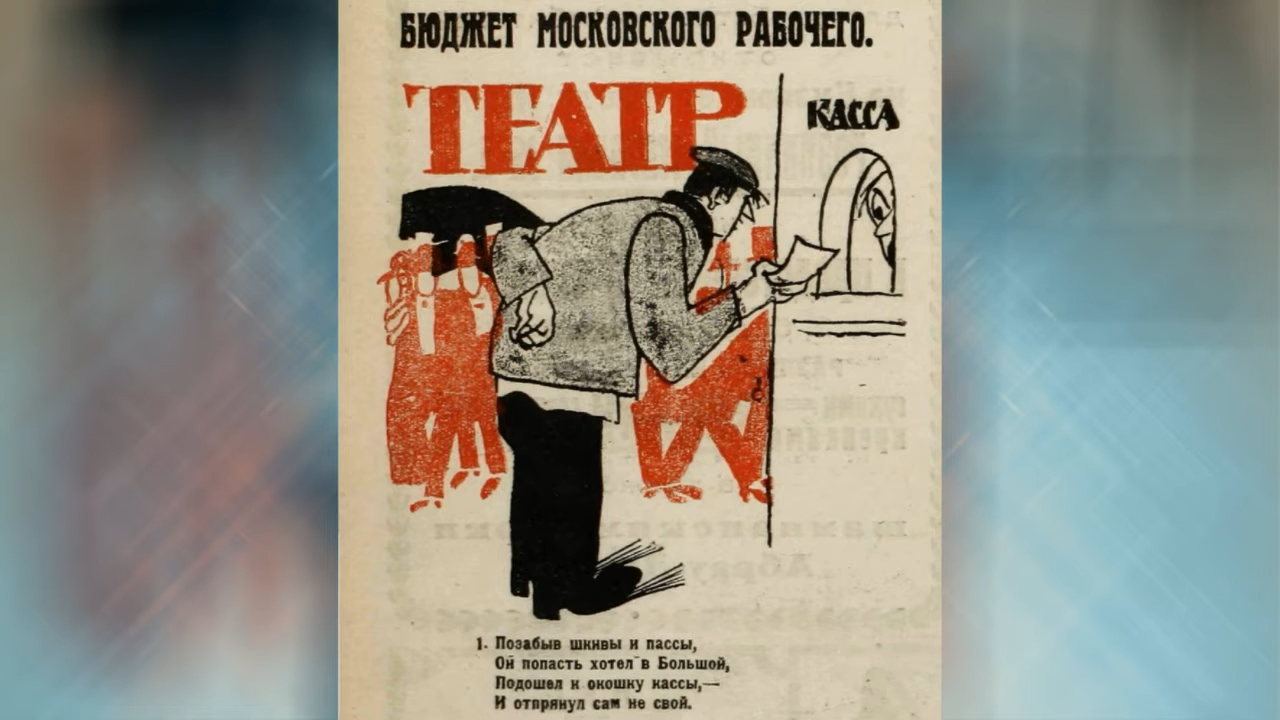 БЮДЖЕТ МОСКОВСКОГО РАБОЧЕГО.
ТЕАТР
КАССА
1. Позабыв шкивы и пассы,
Он попасть хотел в Большой,
Подошел к окошку кассы,—
И отпрянул сам не свой.